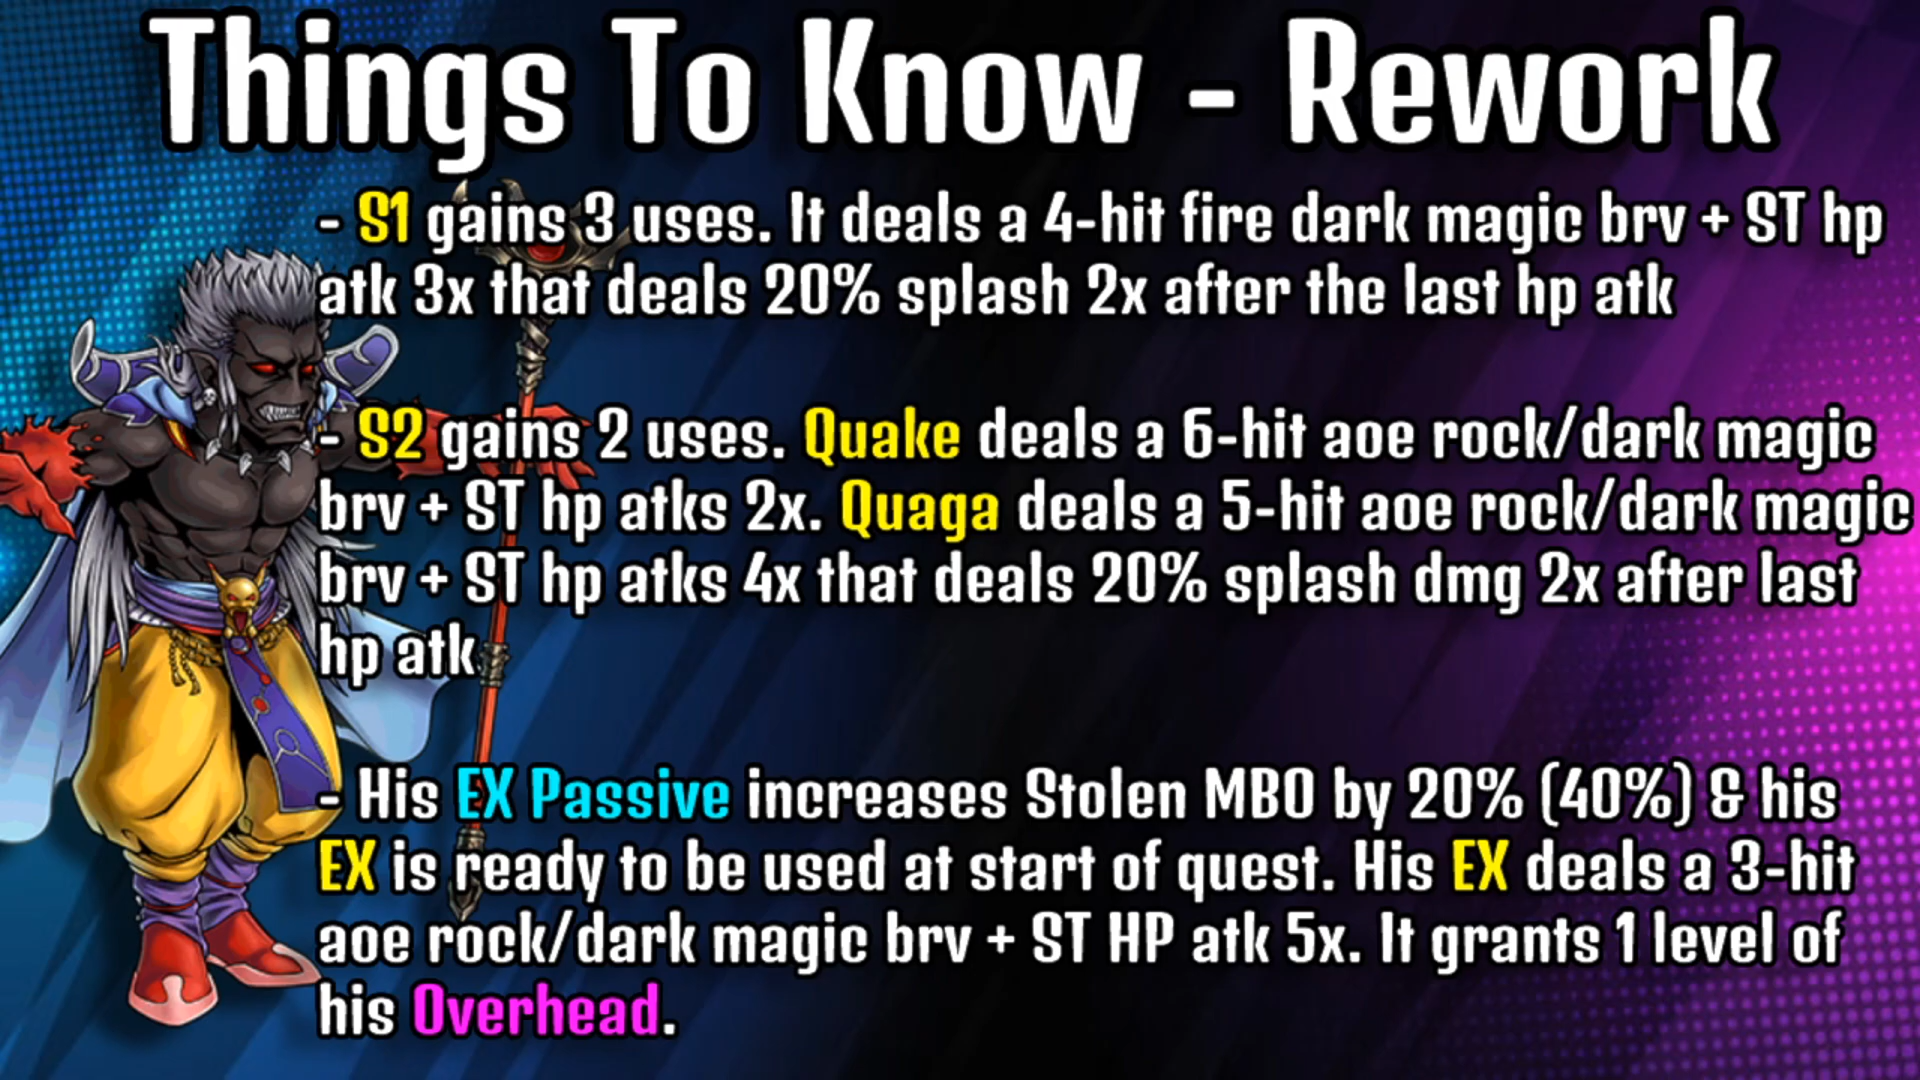 Things To Know - Rework
- S1 gains 3 uses. It deals a 4-hit fire dark magic brv + ST hp
atk 3x that deals 20% splash 2x after the last hp atk
- S2 gains 2 uses. Quake deals a 6-hit aoe rock/dark magic
brv + ST hp atks 2x. Quaga deals a 5-hit aoe rock/dark magic
brv + ST hp atks 4x that deals 20% splash dmg 2x after last
hp atk
- His EX Passive increases Stolen MBO by 20% (40%) & his
EX is ready to be used at start of quest. His EX deals a 3-hit
aoe rock/dark magic brv + ST HP atk 5x. It grants 1 level of
his Overhead.